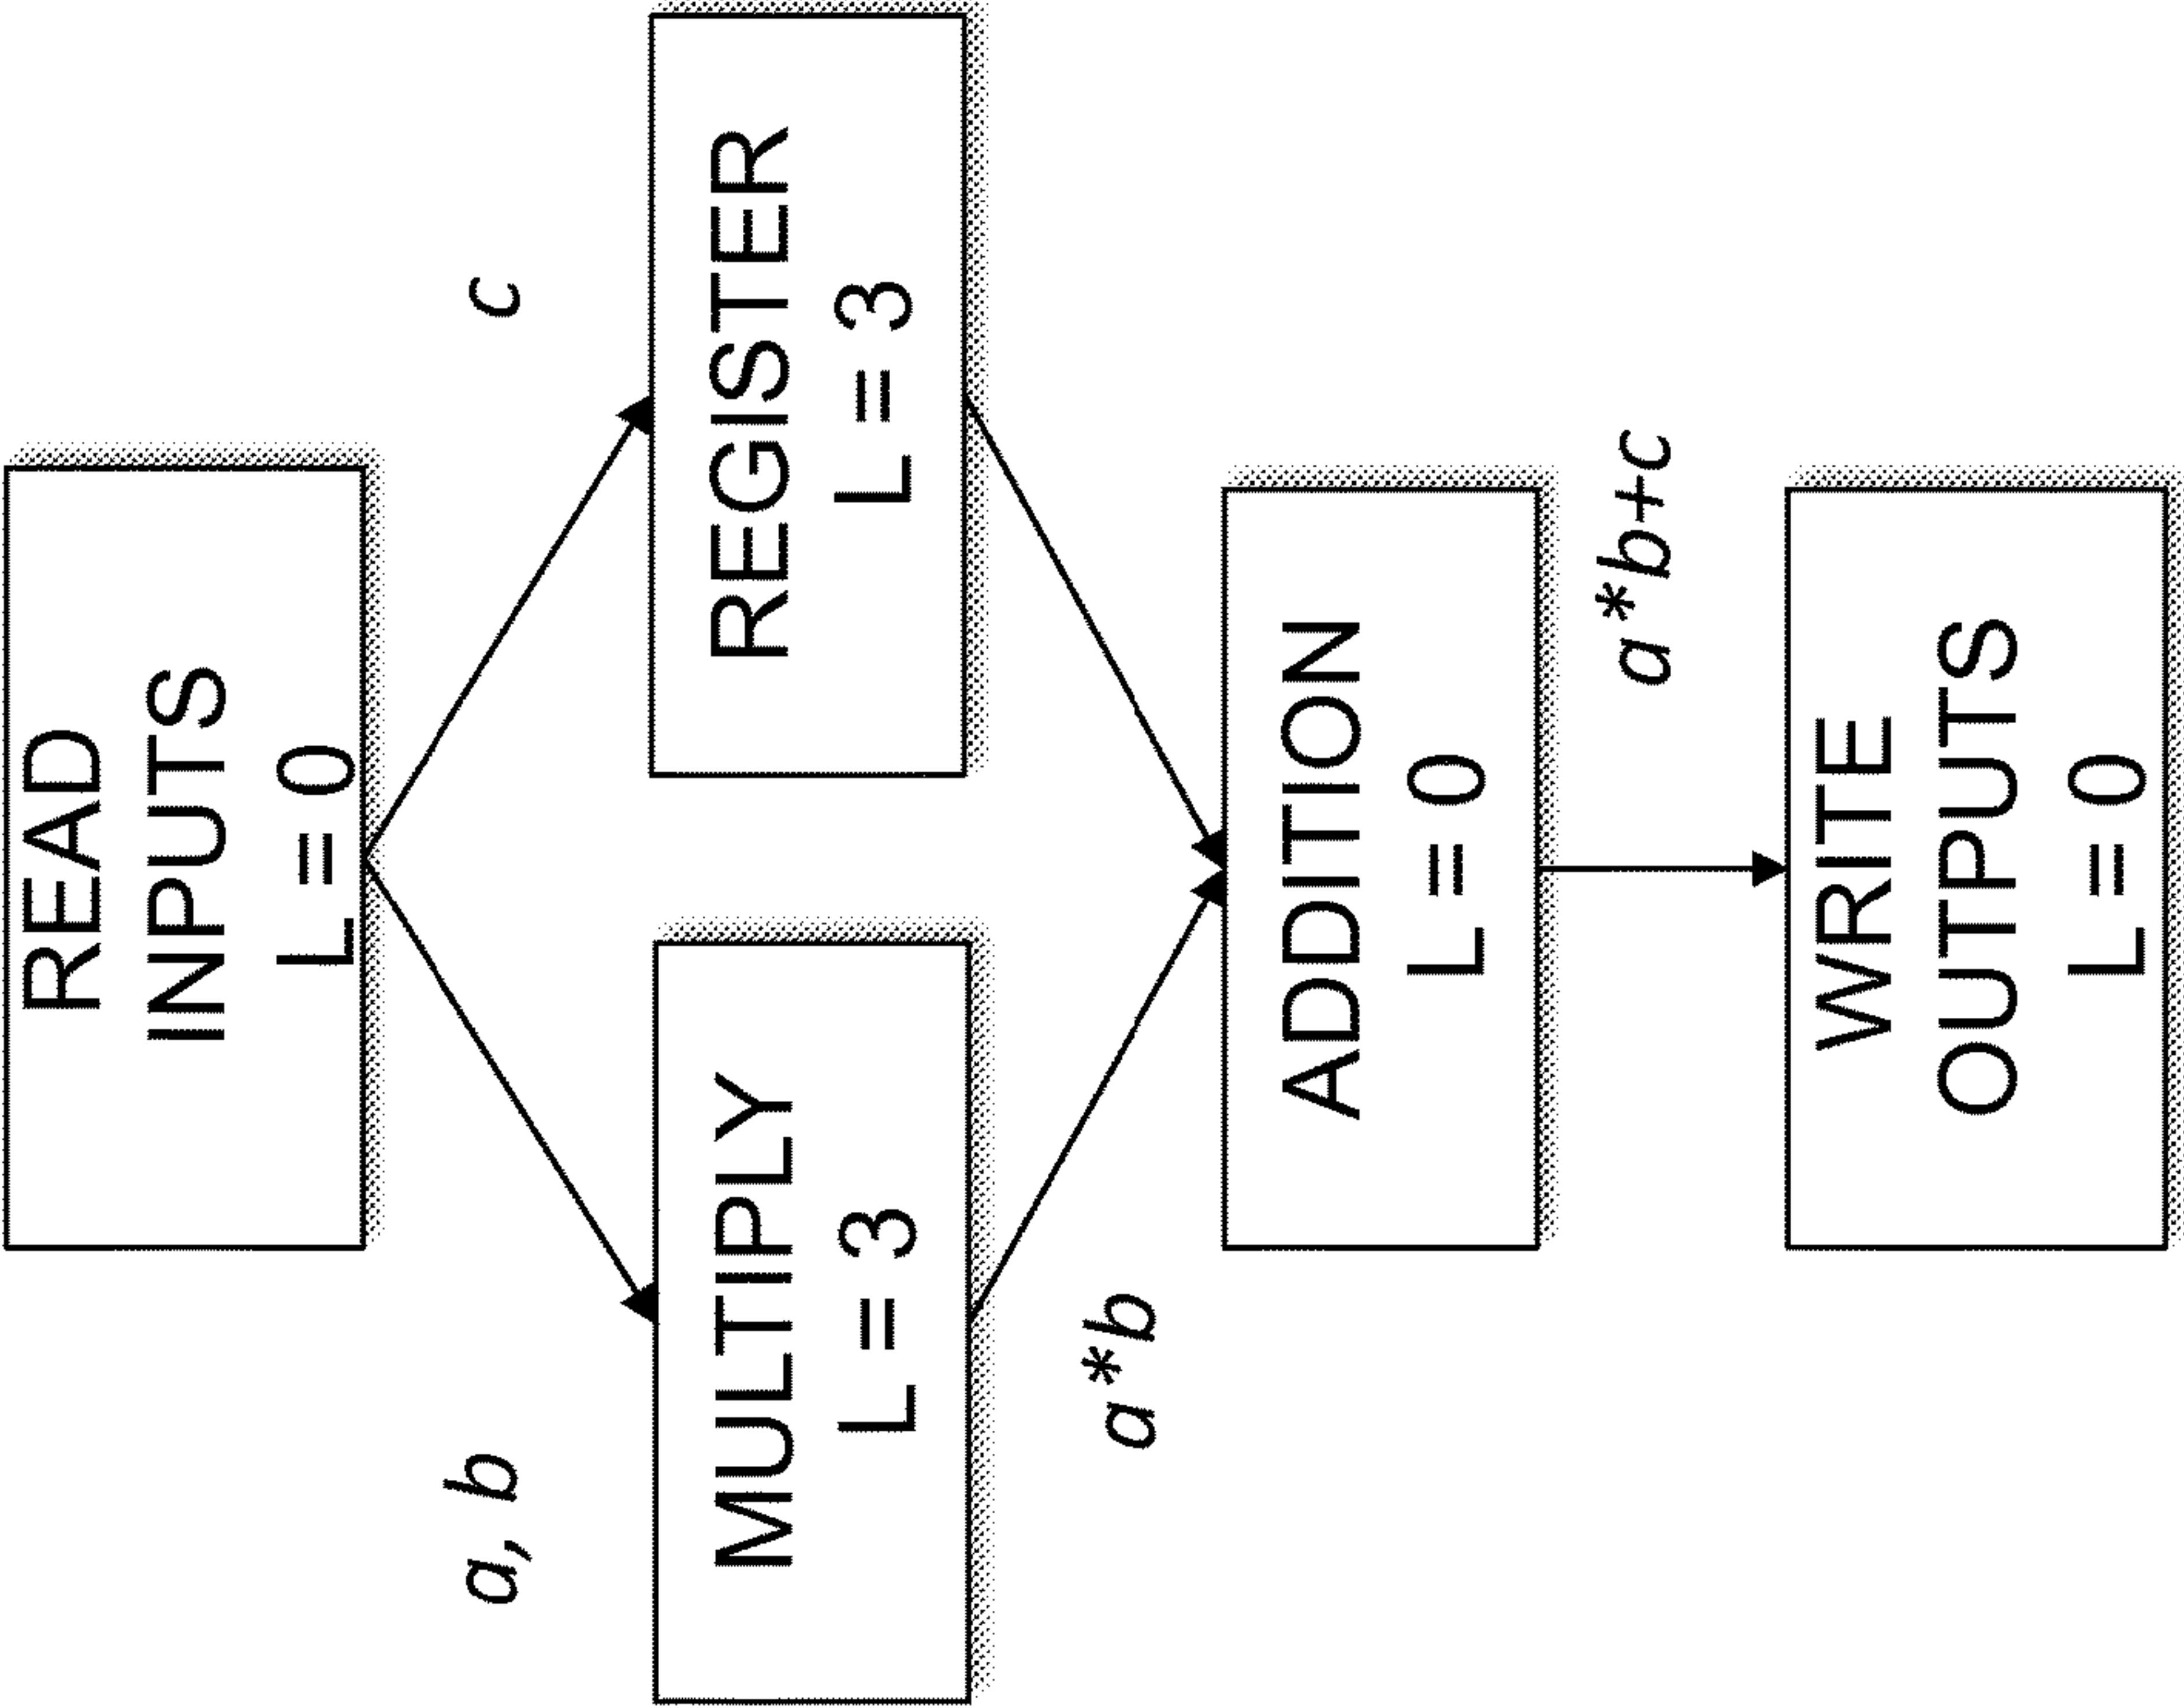 READ
INPUTS
L = 0
a, b
c
MULTIPLY
L = 3
REGISTER
L = 3
a*b
ADDITION
L = 0
a*b+c
WRITE
OUTPUTS
L = 0